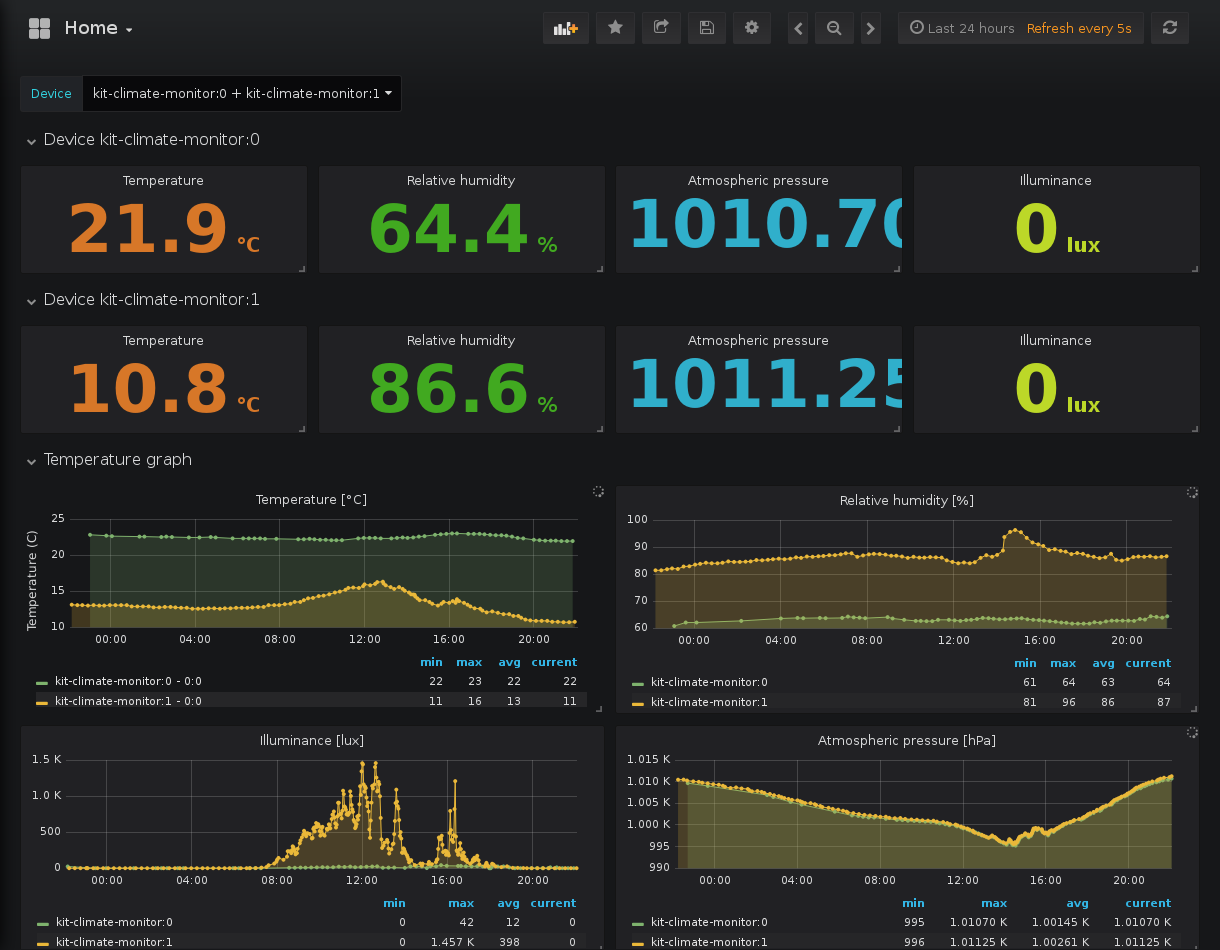 Home
Last 24 hours Refresh every 5s
Device kit-climate-monitor:0 + kit-climate-monitor:1
Device kit-climate-monitor:0
Temperature Relative humidity Atmospheric pressure Illuminance
21.9 °C 64.4 % 1010.70 0 lux
Device kit-climate-monitor:1
Temperature Relative humidity Atmospheric pressure Illuminance
10.8 °C 86.6 % 1011.25 0 lux
Temperature graph
Temperature [°C]
Temperature (C)
25
20
15
10
00:00 04:00 08:00 12:00 16:00 20:00
min max avg current
kit-climate-monitor:0 - 0:0 22 23 22 22
kit-climate-monitor:1 - 0:0 11 16 13 11
Relative humidity [%]
100
90
80
70
60
00:00 04:00 08:00 12:00 16:00 20:00
min max avg current
kit-climate-monitor:0 61 64 63 64
kit-climate-monitor:1 81 96 86 87
Illuminance [lux]
1.5 K
1.0 K
500
0
00:00 04:00 08:00 12:00 16:00 20:00
min max avg current
kit-climate-monitor:0 0 42 12 0
kit-climate-monitor:1 0 1.457 K 398 0
Atmospheric pressure [hPa]
1.015 K
1.010 K
1.005 K
1.000 K
995
990
00:00 04:00 08:00 12:00 16:00 20:00
min max avg current
kit-climate-monitor:0 995 1.01070 K 1.00145 K 1.01070 K
kit-climate-monitor:1 996 1.01125 K 1.00261 K 1.01125 K